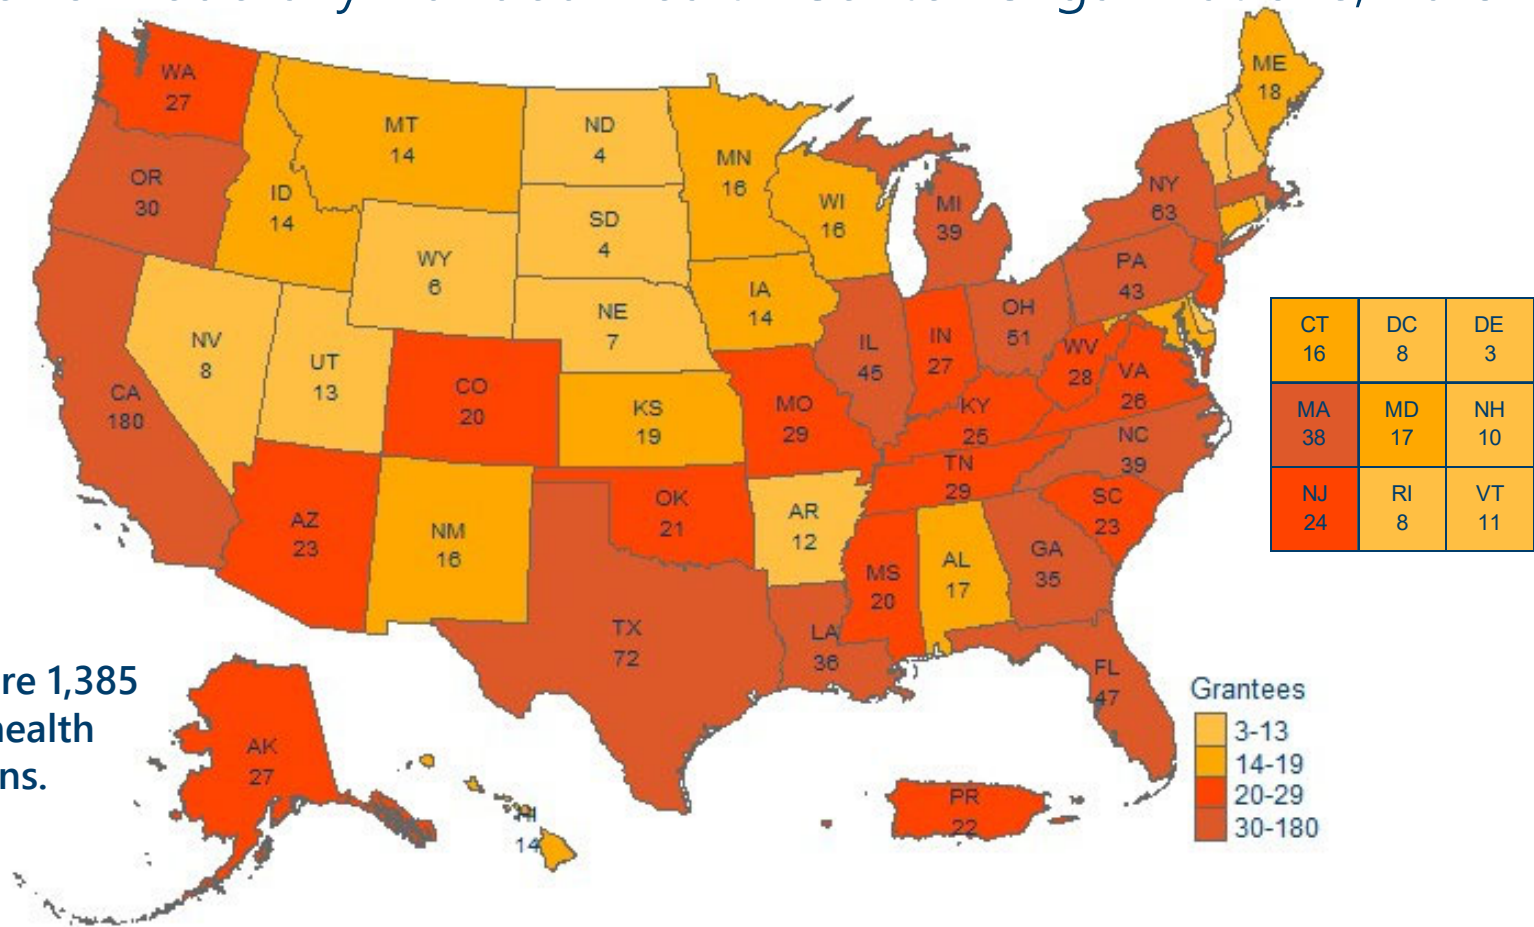 WA
27
OR
30
CA
180
MT
14
ID
14
WY
6
NV
8
UT
13
AZ
23
CO
20
NM
16
ND
4
SD
4
NE
7
KS
19
OK
21
TX
72
MN
16
IA
14
MO
29
AR
12
LA
36
WI
16
IL
45
MI
39
IN
27
OH
51
KY
25
TN
29
MS
20
AL
17
GA
35
FL
47
SC
23
NC
39
VA
26
WV
28
PA
43
NY
63
ME
18
CT DC DE
16 8 3
MA MD NH
38 17 10
NJ RI VT
24 8 11
re 1,385
health
ns.
AK
27
HI
14
PR
22
Grantees
3-13
14-19
20-29
30-180